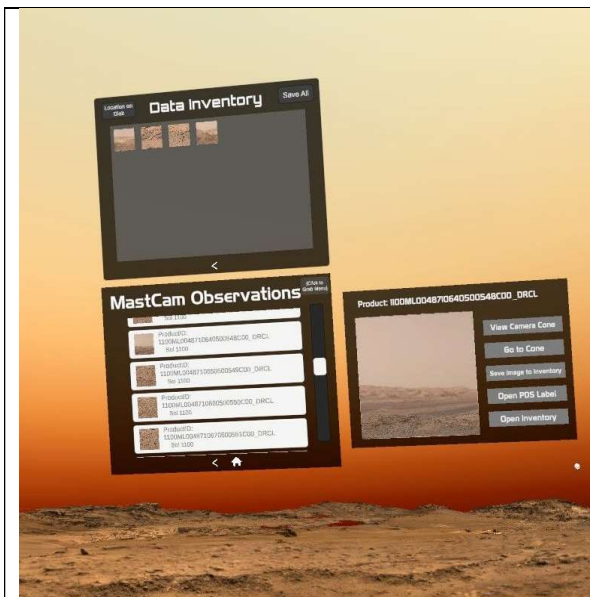 Location on
Disk
Data Inventory
Save All
<
MastCam Observations
(Click to
Grab Menu)
Sol 1100
ProductID:
1100ML0048710640500548C00_DRCL
Sol 1100
ProductID:
1100ML0048710650500549C00_DRCL
Sol 1100
ProductID:
1100ML0048710660500550C00_DRCL
Sol 1100
ProductID:
1100ML0048710670500551C00_DRCL
Sol 1100
<
Product: 1100ML0048710640500548C00_DRCL
View Camera Cone
Go to Cone
Save Image to Inventory
Open PDS Label
Open Inventory